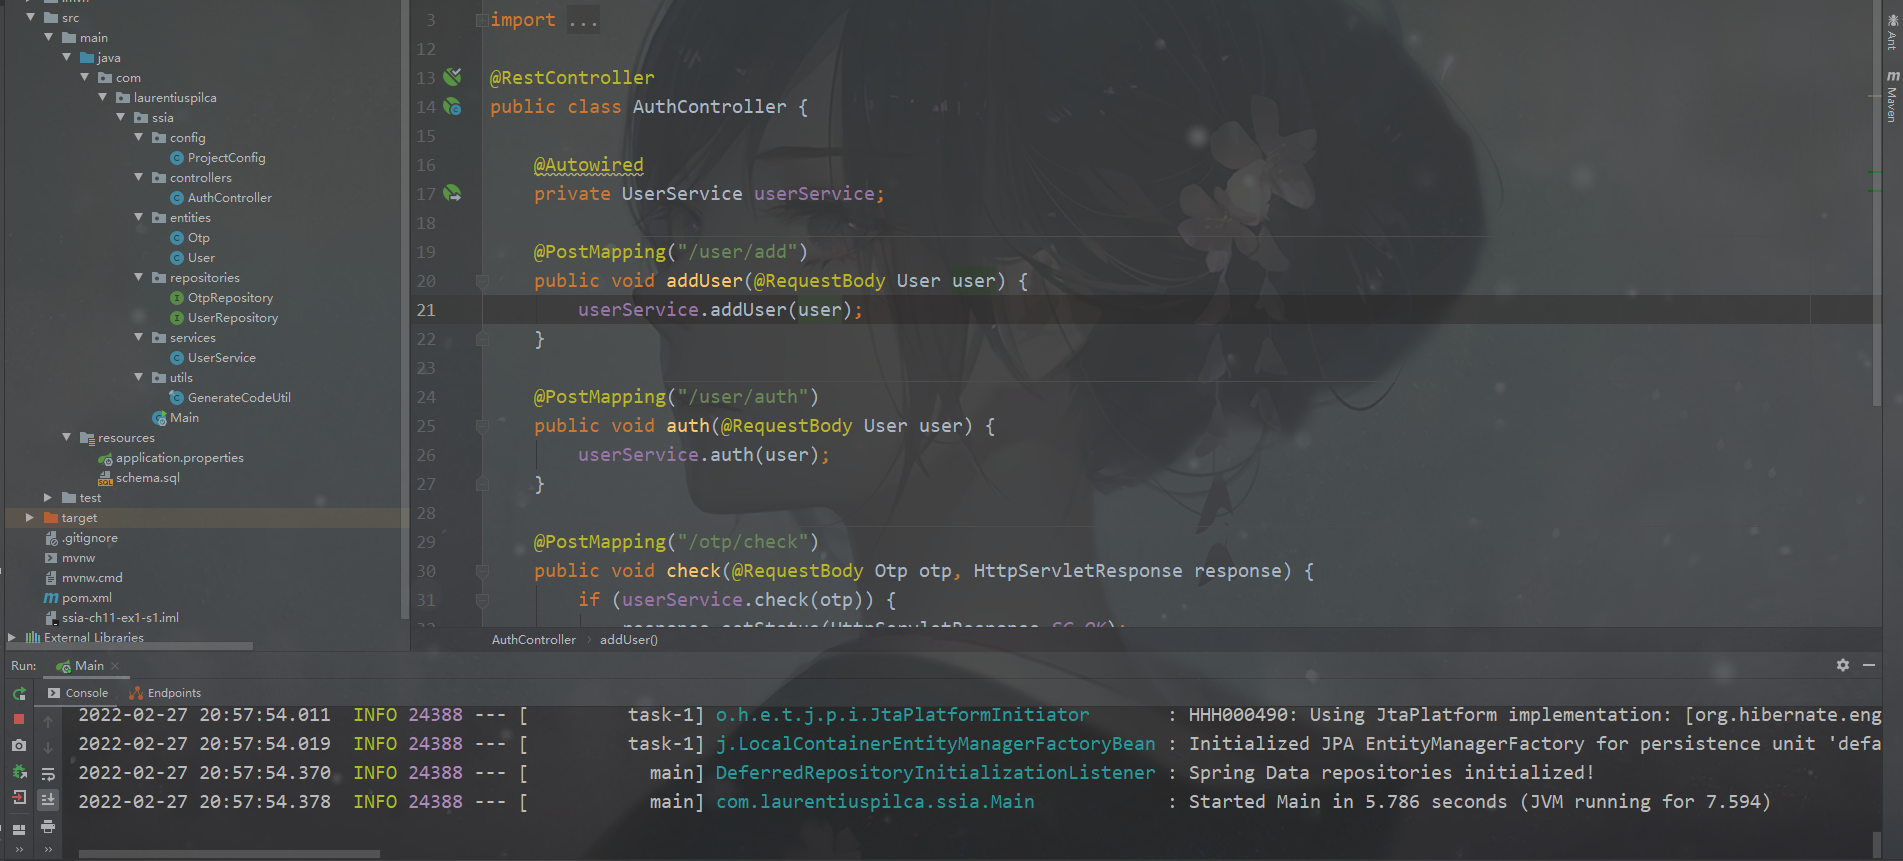 src
main
java
com
laurentiuspilca
ssia
config
ProjectConfig
controllers
AuthController
entities
Otp
User
repositories
OtpRepository
UserRepository
services
UserService
utils
GenerateCodeUtil
Main
resources
application.properties
schema.sql
test
target
.gitignore
mvnw
mvnw.cmd
pom.xml
ssia-ch11-ex1-s1.iml
External Libraries
3 import ...
12
13 @RestController
14 public class AuthController {
15
16 @Autowired
17 private UserService userService;
18
19 @PostMapping("/user/add")
20 public void addUser(@RequestBody User user) {
21 userService.addUser(user);
22 }
23
24 @PostMapping("/user/auth")
25 public void auth(@RequestBody User user) {
26 userService.auth(user);
27 }
28
29 @PostMapping("/otp/check")
30 public void check(@RequestBody Otp otp, HttpServletResponse response) {
31 if (userService.check(otp)) {
response.setStatus(HttpServletResponse.SC_OK);
AuthController › addUser()
Ant
Maven
Run: Main
Console Endpoints
2022-02-27 20:57:54.011 INFO 24388 --- [ task-1] o.h.e.t.j.p.i.JtaPlatformInitiator : HHH000490: Using JtaPlatform implementation: [org.hibernate.eng
2022-02-27 20:57:54.019 INFO 24388 --- [ task-1] j.LocalContainerEntityManagerFactoryBean : Initialized JPA EntityManagerFactory for persistence unit 'defa
2022-02-27 20:57:54.370 INFO 24388 --- [ main] DeferredRepositoryInitializationListener : Spring Data repositories initialized!
2022-02-27 20:57:54.378 INFO 24388 --- [ main] com.laurentiuspilca.ssia.Main : Started Main in 5.786 seconds (JVM running for 7.594)